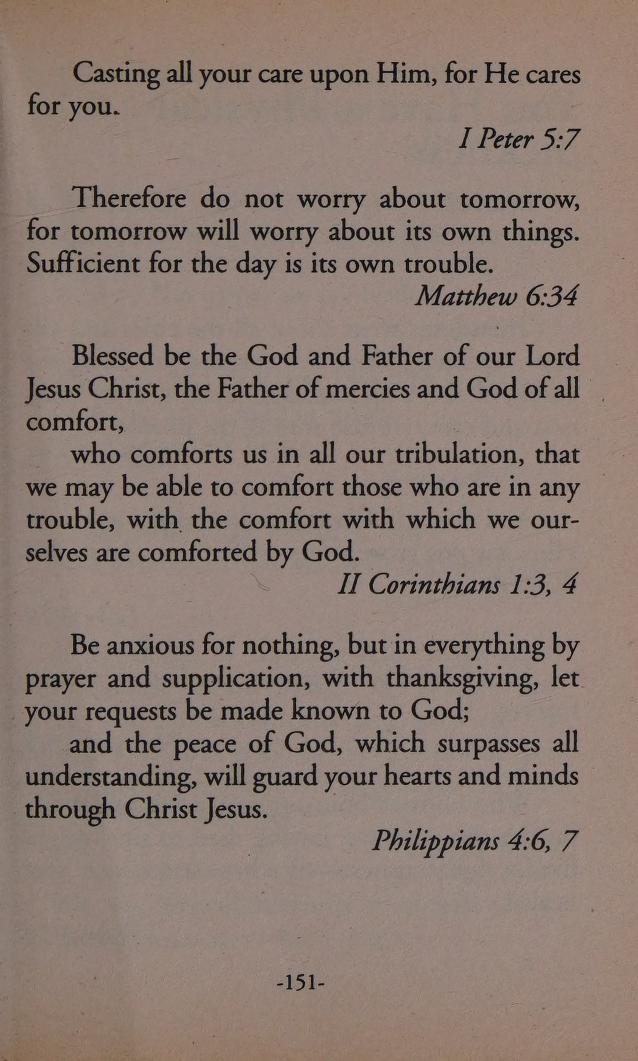 Casting all your care upon Him, for He cares
for you.
I Peter 5:7
Therefore do not worry about tomorrow,
for tomorrow will worry about its own things.
Sufficient for the day is its own trouble.
Matthew 6:34
Blessed be the God and Father of our Lord
Jesus Christ, the Father of mercies and God of all
comfort,
who comforts us in all our tribulation, that
we may be able to comfort those who are in any
trouble, with the comfort with which we our-
selves are comforted by God.
II Corinthians 1:3, 4
Be anxious for nothing, but in everything by
prayer and supplication, with thanksgiving, let
your requests be made known to God;
and the peace of God, which surpasses all
understanding, will guard your hearts and minds
through Christ Jesus.
Philippians 4:6, 7
-151-